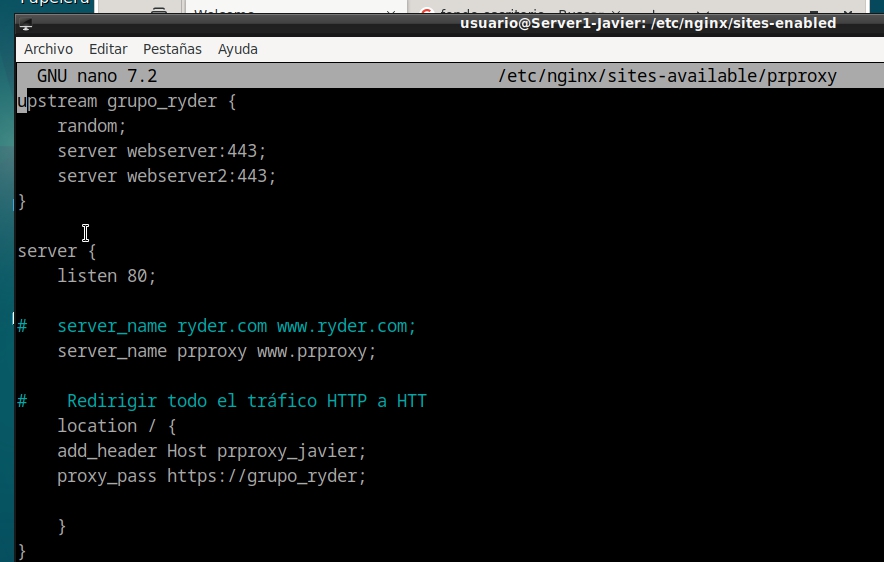 Papelera
Welcome
usuario@Server1-Javier: /etc/nginx/sites-enabled
Archivo Editar Pestañas Ayuda
GNU nano 7.2 /etc/nginx/sites-available/prproxy
upstream grupo_ryder {
    random;
    server webserver:443;
    server webserver2:443;
}
server {
    listen 80;
#   server_name ryder.com www.ryder.com;
    server_name prproxy www.prproxy;
#    Redirigir todo el tráfico HTTP a HTT
    location / {
    add_header Host prproxy_javier;
    proxy_pass https://grupo_ryder;
    }
}